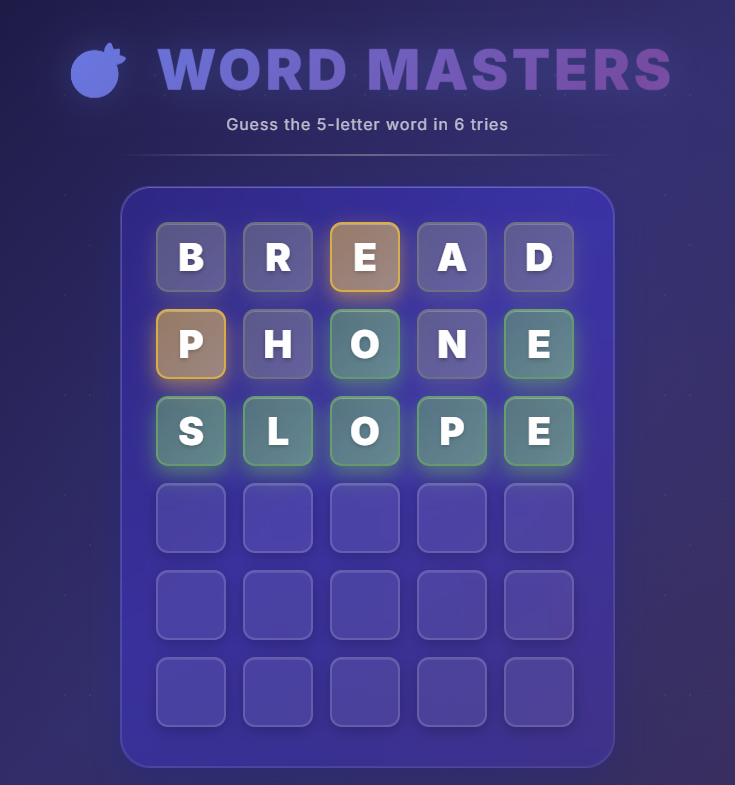 WORD MASTERS
Guess the 5-letter word in 6 tries
B R E A D
P H O N E
S L O P E